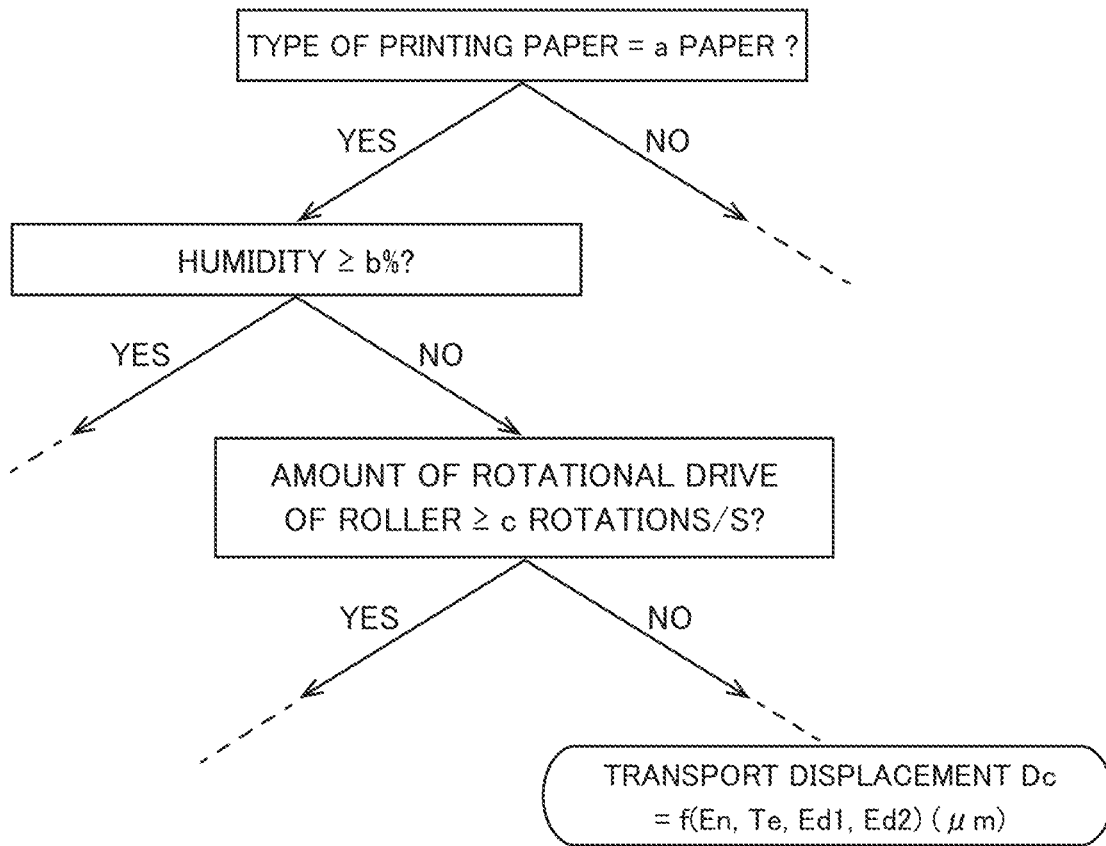 TYPE OF PRINTING PAPER = a PAPER ?
YES
NO
HUMIDITY ≥ b%?
YES
NO
AMOUNT OF ROTATIONAL DRIVE
OF ROLLER ≥ c ROTATIONS/S?
YES
NO
TRANSPORT DISPLACEMENT Dc
= f(En, Te, Ed1, Ed2) (μm)